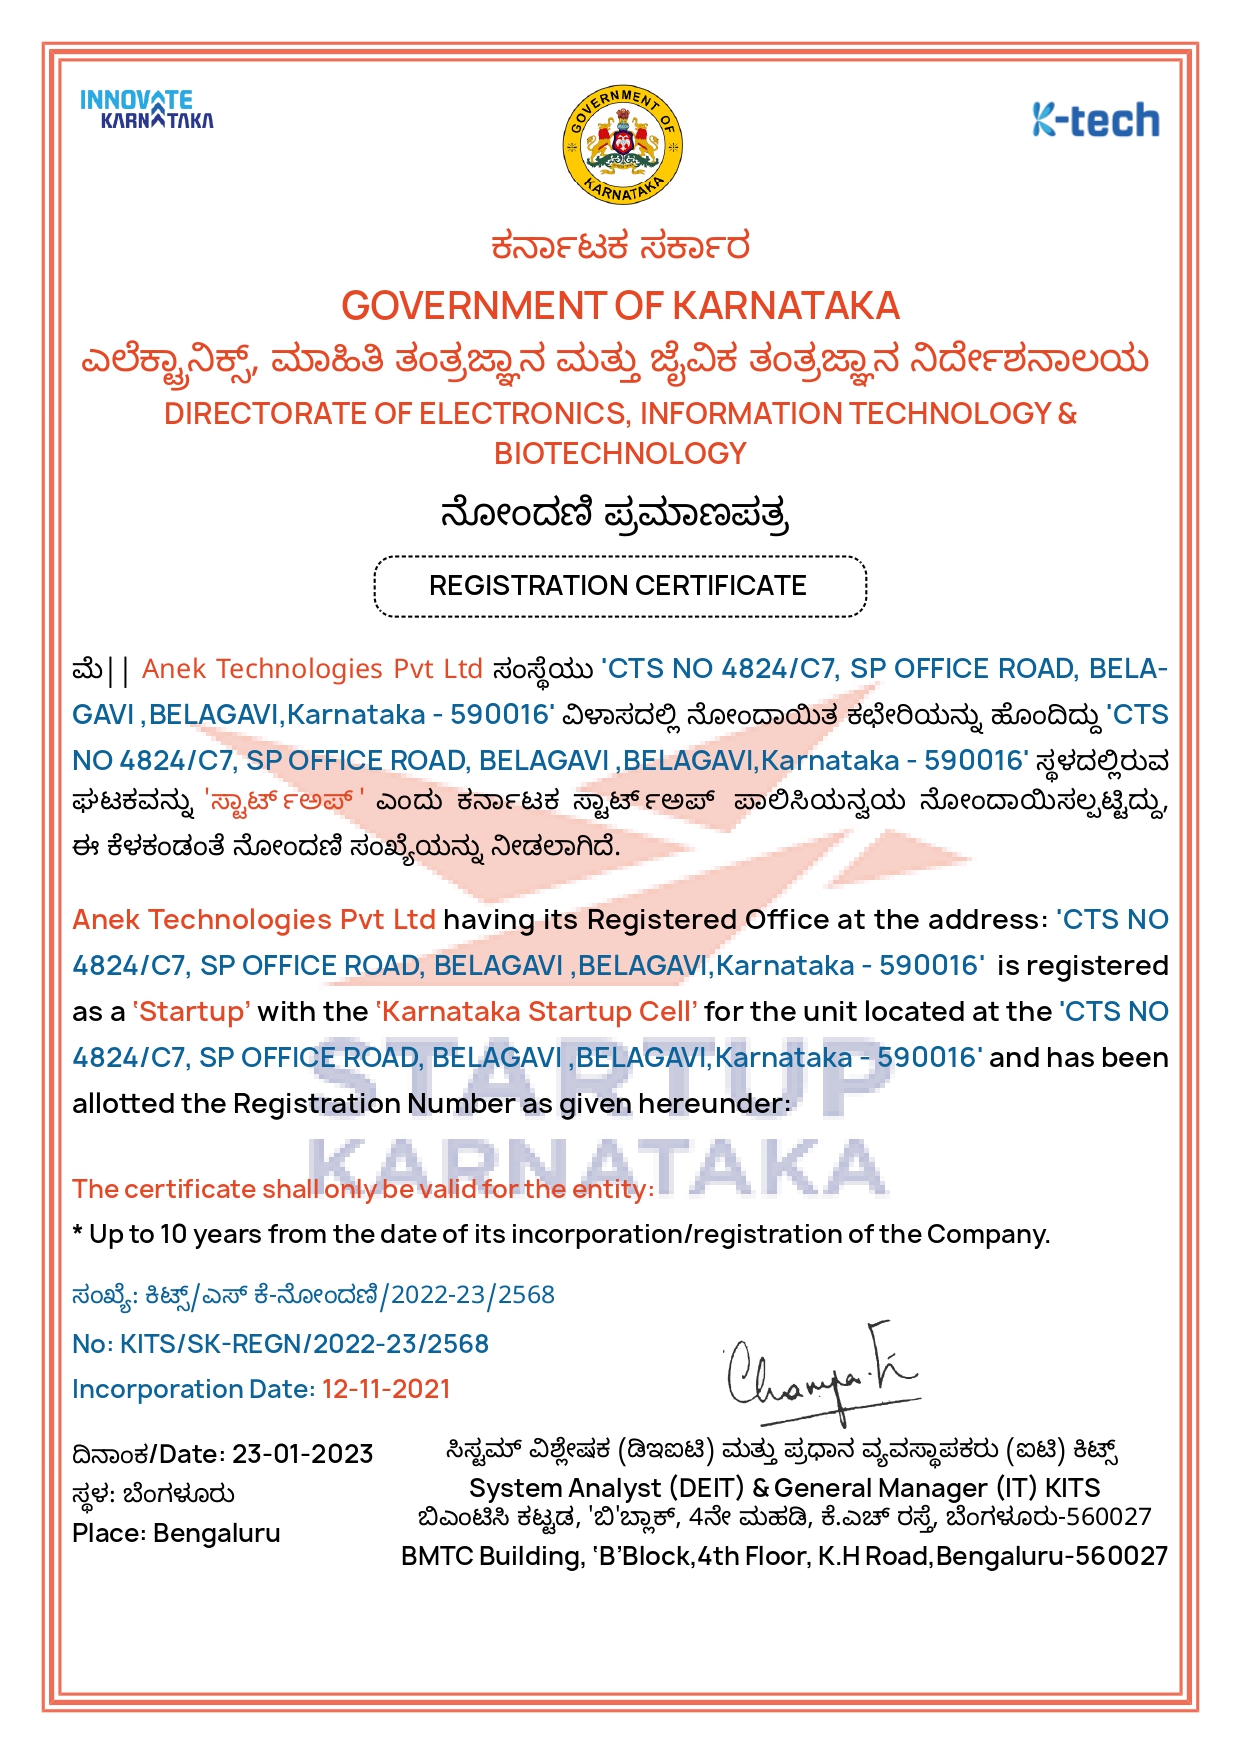 INNOVATE
KARNATAKA
GOVERNMENT OF
KARNATAKA
K-tech
ಕರ್ನಾಟಕ ಸರ್ಕಾರ
GOVERNMENT OF KARNATAKA
ಎಲೆಕ್ಟ್ರಾನಿಕ್ಸ್, ಮಾಹಿತಿ ತಂತ್ರಜ್ಞಾನ ಮತ್ತು ಜೈವಿಕ ತಂತ್ರಜ್ಞಾನ ನಿರ್ದೇಶನಾಲಯ
DIRECTORATE OF ELECTRONICS, INFORMATION TECHNOLOGY &
BIOTECHNOLOGY
ನೋಂದಣಿ ಪ್ರಮಾಣಪತ್ರ
REGISTRATION CERTIFICATE
ಮೆ|| Anek Technologies Pvt Ltd ಸಂಸ್ಥೆಯು 'CTS NO 4824/C7, SP OFFICE ROAD, BELA-
GAVI ,BELAGAVI,Karnataka - 590016' ವಿಳಾಸದಲ್ಲಿ ನೋಂದಾಯಿತ ಕಛೇರಿಯನ್ನು ಹೊಂದಿದ್ದು 'CTS
NO 4824/C7, SP OFFICE ROAD, BELAGAVI ,BELAGAVI,Karnataka - 590016' ಸ್ಥಳದಲ್ಲಿರುವ
ಘಟಕವನ್ನು 'ಸ್ಟಾರ್ಟ್ ಅಪ್' ಎಂದು ಕರ್ನಾಟಕ ಸ್ಟಾರ್ಟ್ ಅಪ್ ಪಾಲಿಸಿಯನ್ವಯ ನೋಂದಾಯಿಸಲ್ಪಟ್ಟಿದ್ದು,
ಈ ಕೆಳಕಂಡಂತೆ ನೋಂದಣಿ ಸಂಖ್ಯೆಯನ್ನು ನೀಡಲಾಗಿದೆ.
Anek Technologies Pvt Ltd having its Registered Office at the address: 'CTS NO
4824/C7, SP OFFICE ROAD, BELAGAVI ,BELAGAVI,Karnataka - 590016' is registered
as a ‘Startup’ with the ‘Karnataka Startup Cell’ for the unit located at the 'CTS NO
4824/C7, SP OFFICE ROAD, BELAGAVI ,BELAGAVI,Karnataka - 590016' and has been
allotted the Registration Number as given hereunder:
STARTUP
KARNATAKA
The certificate shall only be valid for the entity:
* Up to 10 years from the date of its incorporation/registration of the Company.
ಸಂಖ್ಯೆ: ಕಿಟ್ಸ್/ಎಸ್ ಕೆ-ನೋಂದಣಿ/2022-23/2568
No: KITS/SK-REGN/2022-23/2568
Incorporation Date: 12-11-2021
ದಿನಾಂಕ/Date: 23-01-2023
ಸ್ಥಳ: ಬೆಂಗಳೂರು
Place: Bengaluru
ಸಿಸ್ಟಮ್ ವಿಶ್ಲೇಷಕ (ಡಿಇಐಟಿ) ಮತ್ತು ಪ್ರಧಾನ ವ್ಯವಸ್ಥಾಪಕರು (ಐಟಿ) ಕಿಟ್ಸ್
System Analyst (DEIT) & General Manager (IT) KITS
ಬಿಎಂಟಿಸಿ ಕಟ್ಟಡ, 'ಬಿ'ಬ್ಲಾಕ್, 4ನೇ ಮಹಡಿ, ಕೆ.ಎಚ್ ರಸ್ತೆ, ಬೆಂಗಳೂರು-560027
BMTC Building, ‘B’Block,4th Floor, K.H Road,Bengaluru-560027